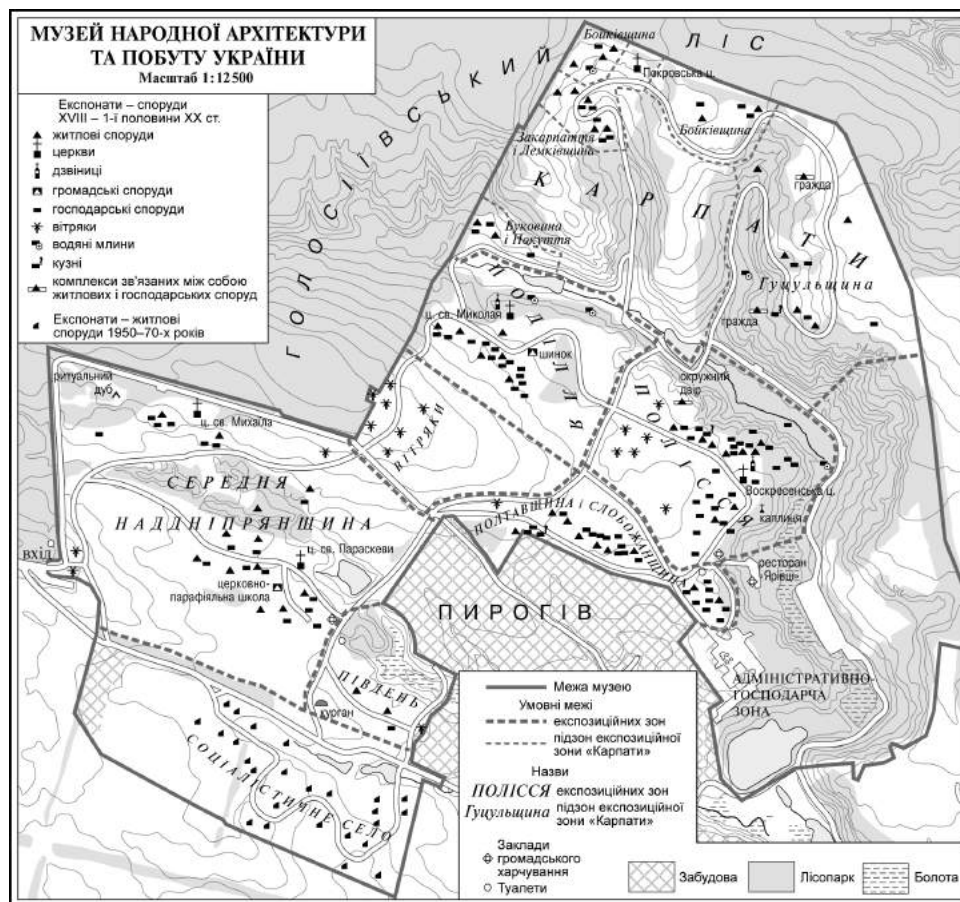 МУЗЕЙ НАРОДНОЇ АРХІТЕКТУРИ
ТА ПОБУТУ УКРАЇНИ
Масштаб 1:12500
Експонати – споруди
XVIII – 1-ї половини XX ст.
житлові споруди
церкви
дзвіниці
громадські споруди
господарські споруди
вітряки
водяні млини
кузні
комплекси зв'язаних між собою
житлових і господарських споруд
Експонати – житлові
споруди 1950–70-х років
ГОЛОСІЇВСЬКИЙ ЛІС
Бойківщина
Покровська ц.
Закарпаття
і Лемківщина
Бойківщина
КАРПАТИ
гражда
Буковина
і Покуття
Гуцульщина
гражда
ц. св. Миколая
шинок
ПОДІЛЛЯ
окружний
двір
ПОЛІССЯ
ритуальний
дуб
ц. св. Михаїла
ВІТРЯКИ
СЕРЕДНЯ
НАДДНІПРЯНЩИНА
Воскресенська ц.
каплиця
ПОЛТАВЩИНА І СЛОБОЖАНЩИНА
ВХІД
ц. св. Параскеви
церковно-
парафіяльна школа
ресторан
"Ярівці"
ПИРОГІВ
ПІВДЕНЬ
курган
АДМІНІСТРАТИВНО-
ГОСПОДАРЧА
ЗОНА
СОЦІАЛІСТИЧНЕ СЕЛО
Межа музею
Умовні межі
експозиційних зон
підзон експозиційної
зони «Карпати»
Назви
ПОЛІССЯ експозиційних зон
Гуцульщина підзон експозиційної
зони «Карпати»
Заклади
громадського
харчування
Туалети
Забудова
Лісопарк
Болота